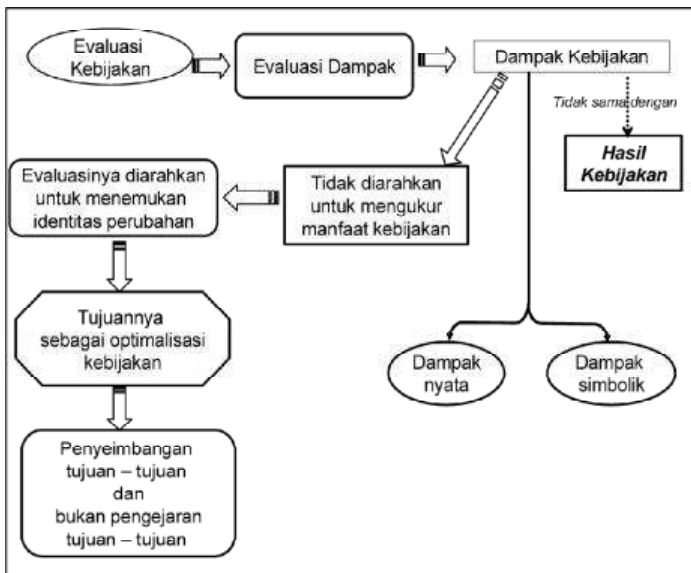 Evaluasi
Kebijakan
Evaluasi Dampak
Dampak Kebijakan
Tidak sama dengan
Hasil
Kebijakan
Tidak diarahkan
untuk mengukur
manfaat kebijakan
Evaluasinya diarahkan
untuk menemukan
identitas perubahan
Tujuannya
sebagai optimalisasi
kebijakan
Penyeimbangan
tujuan – tujuan
dan
bukan pengejaran
tujuan – tujuan
Dampak
nyata
Dampak
simbolik